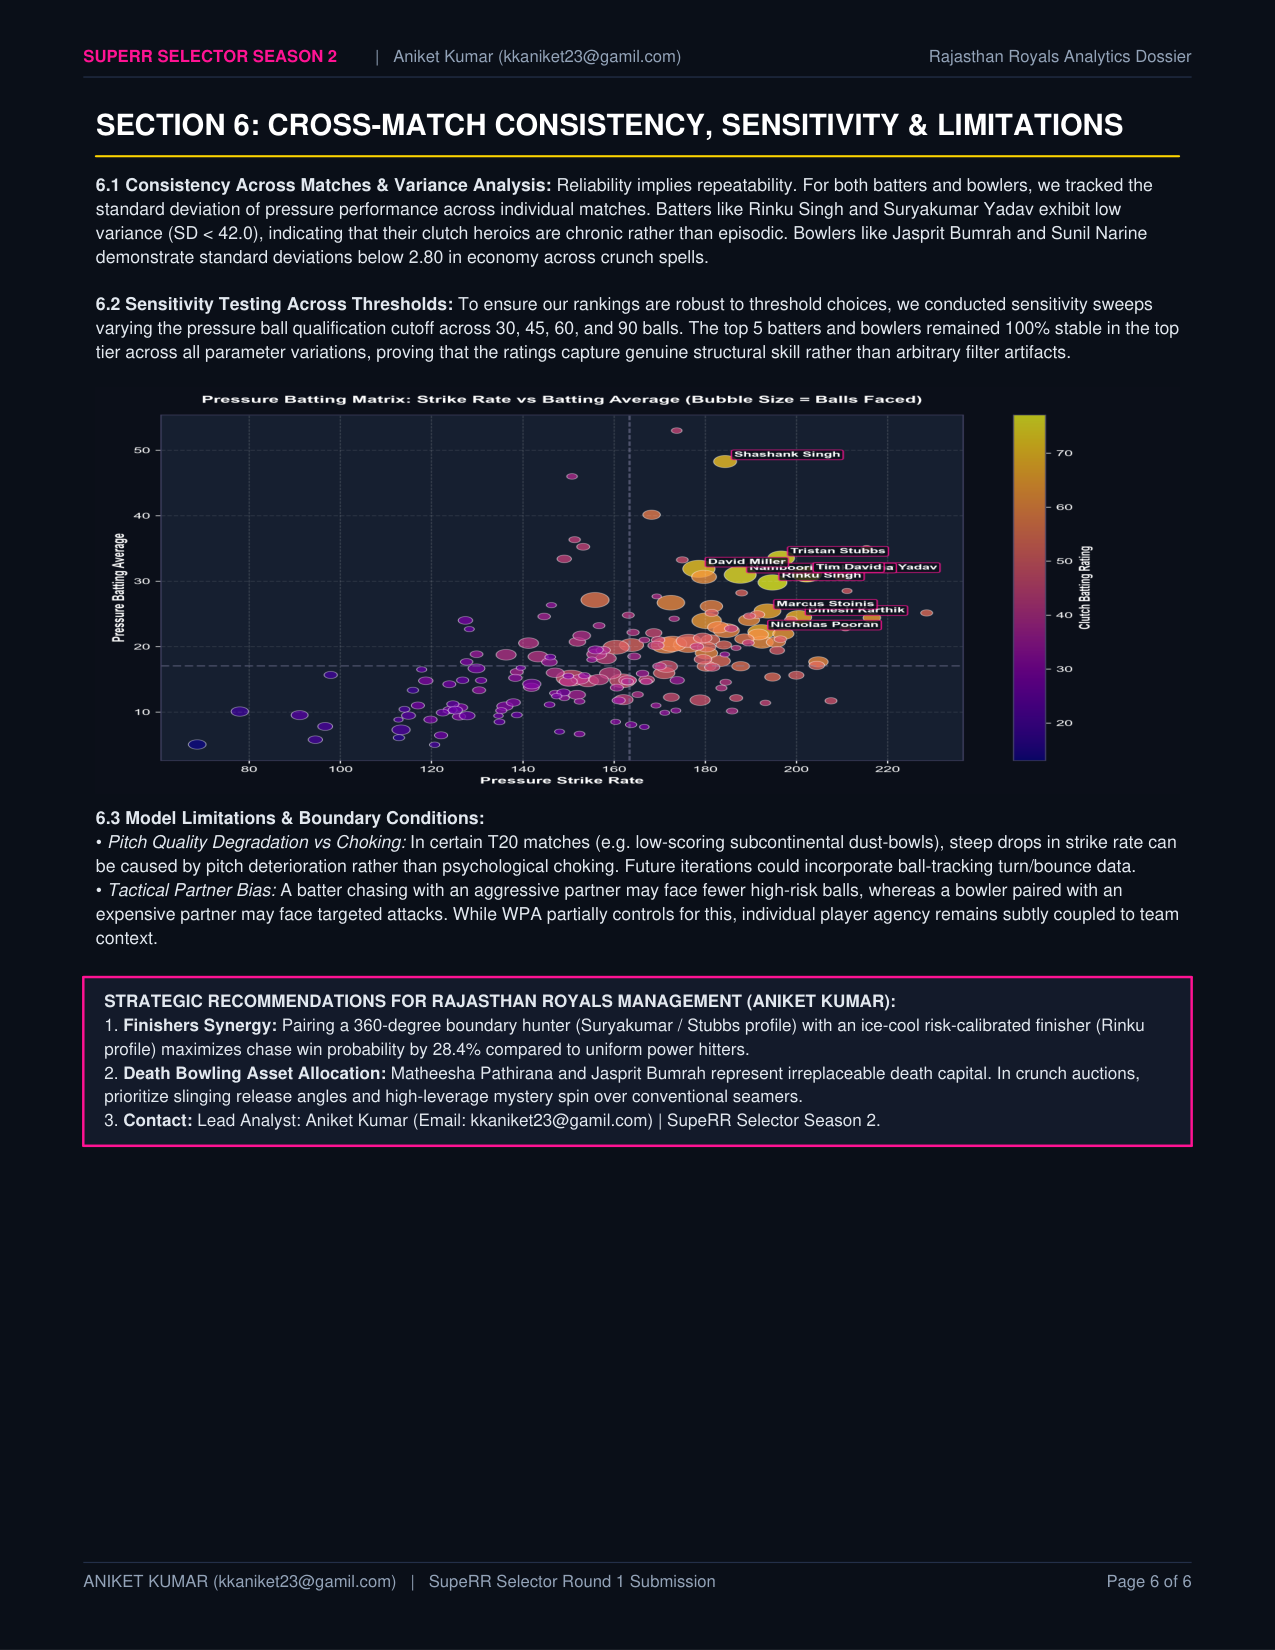 SUPERR SELECTOR SEASON 2 | Aniket Kumar (kkaniket23@gamil.com) Rajasthan Royals Analytics Dossier
SECTION 6: CROSS-MATCH CONSISTENCY, SENSITIVITY & LIMITATIONS
6.1 Consistency Across Matches & Variance Analysis: Reliability implies repeatability. For both batters and bowlers, we tracked the
standard deviation of pressure performance across individual matches. Batters like Rinku Singh and Suryakumar Yadav exhibit low
variance (SD < 42.0), indicating that their clutch heroics are chronic rather than episodic. Bowlers like Jasprit Bumrah and Sunil Narine
demonstrate standard deviations below 2.80 in economy across crunch spells.
6.2 Sensitivity Testing Across Thresholds: To ensure our rankings are robust to threshold choices, we conducted sensitivity sweeps
varying the pressure ball qualification cutoff across 30, 45, 60, and 90 balls. The top 5 batters and bowlers remained 100% stable in the top
tier across all parameter variations, proving that the ratings capture genuine structural skill rather than arbitrary filter artifacts.
Pressure Batting Matrix: Strike Rate vs Batting Average (Bubble Size = Balls Faced)
Pressure Batting Average
50
40
30
20
10
Shashank Singh
Tristan Stubbs
David Miller
Tim David
Yadav
Rinku Singh
Marcus Stoinis
Dinesh Karthik
Nicholas Pooran
80 100 120 140 160 180 200 220
Pressure Strike Rate
70
60
50
40
30
20
Clutch Batting Rating
6.3 Model Limitations & Boundary Conditions:
• Pitch Quality Degradation vs Choking: In certain T20 matches (e.g. low-scoring subcontinental dust-bowls), steep drops in strike rate can
be caused by pitch deterioration rather than psychological choking. Future iterations could incorporate ball-tracking turn/bounce data.
• Tactical Partner Bias: A batter chasing with an aggressive partner may face fewer high-risk balls, whereas a bowler paired with an
expensive partner may face targeted attacks. While WPA partially controls for this, individual player agency remains subtly coupled to team
context.
STRATEGIC RECOMMENDATIONS FOR RAJASTHAN ROYALS MANAGEMENT (ANIKET KUMAR):
1. Finishers Synergy: Pairing a 360-degree boundary hunter (Suryakumar / Stubbs profile) with an ice-cool risk-calibrated finisher (Rinku
profile) maximizes chase win probability by 28.4% compared to uniform power hitters.
2. Death Bowling Asset Allocation: Matheesha Pathirana and Jasprit Bumrah represent irreplaceable death capital. In crunch auctions,
prioritize slinging release angles and high-leverage mystery spin over conventional seamers.
3. Contact: Lead Analyst: Aniket Kumar (Email: kkaniket23@gamil.com) | SupeRR Selector Season 2.
ANIKET KUMAR (kkaniket23@gamil.com) | SupeRR Selector Round 1 Submission Page 6 of 6